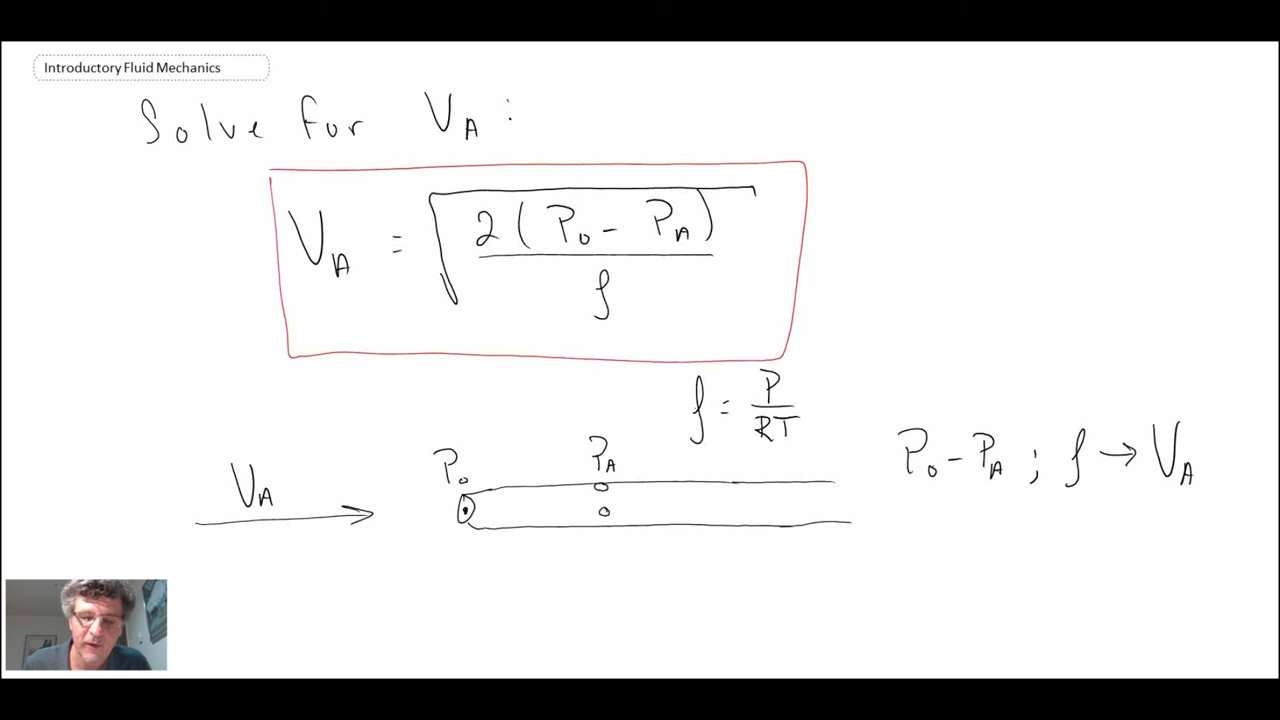 Introductory Fluid Mechanics
Solve for V_A :
V_A = √(2(P_0 - P_A)/ρ)
ρ = P/RT
P_0 - P_A ; ρ → V_A
V_A P_0 P_A